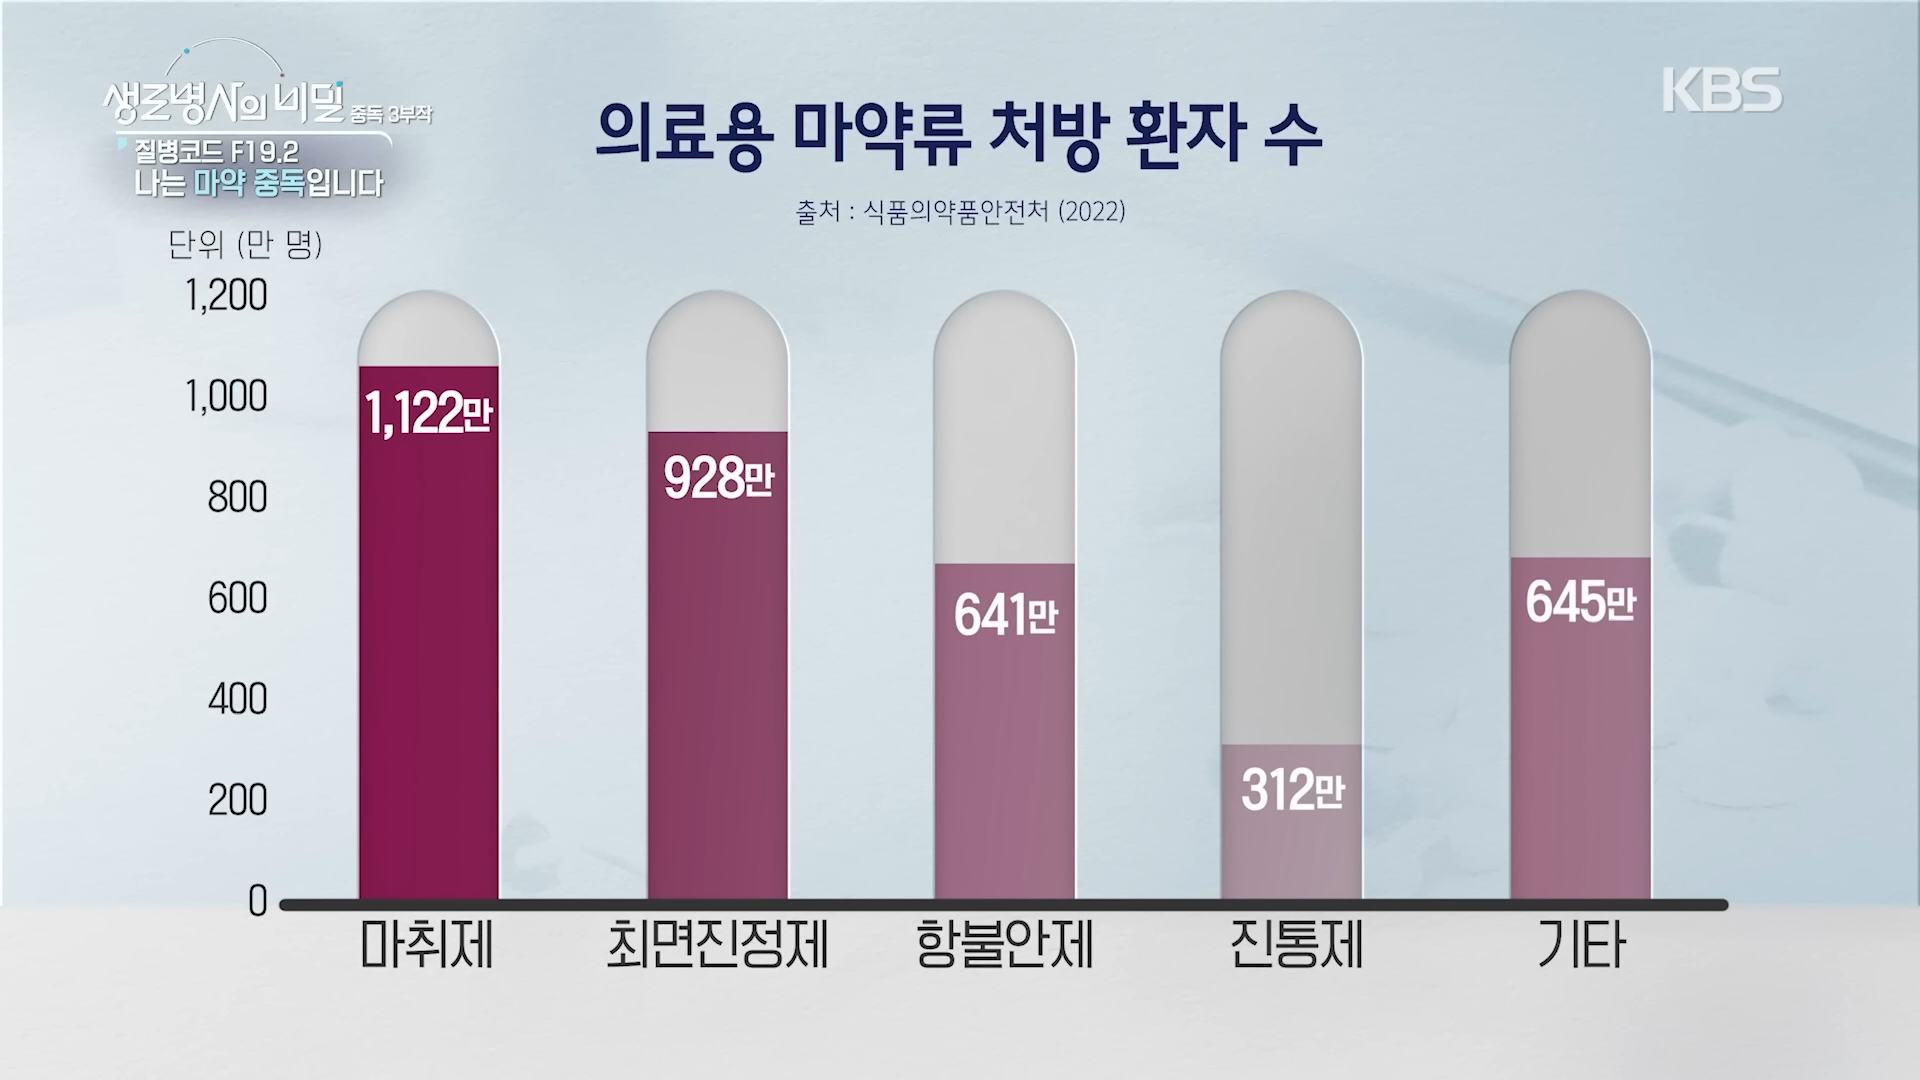 생로병사의 비밀 중독 3부작
질병코드 F19.2
나는 마약 중독입니다
KBS
의료용 마약류 처방 환자 수
출처 : 식품의약품안전처 (2022)
단위 (만 명)
1,200
1,000
800
600
400
200
0
1,122만
928만
641만
312만
645만
마취제
최면진정제
항불안제
진통제
기타